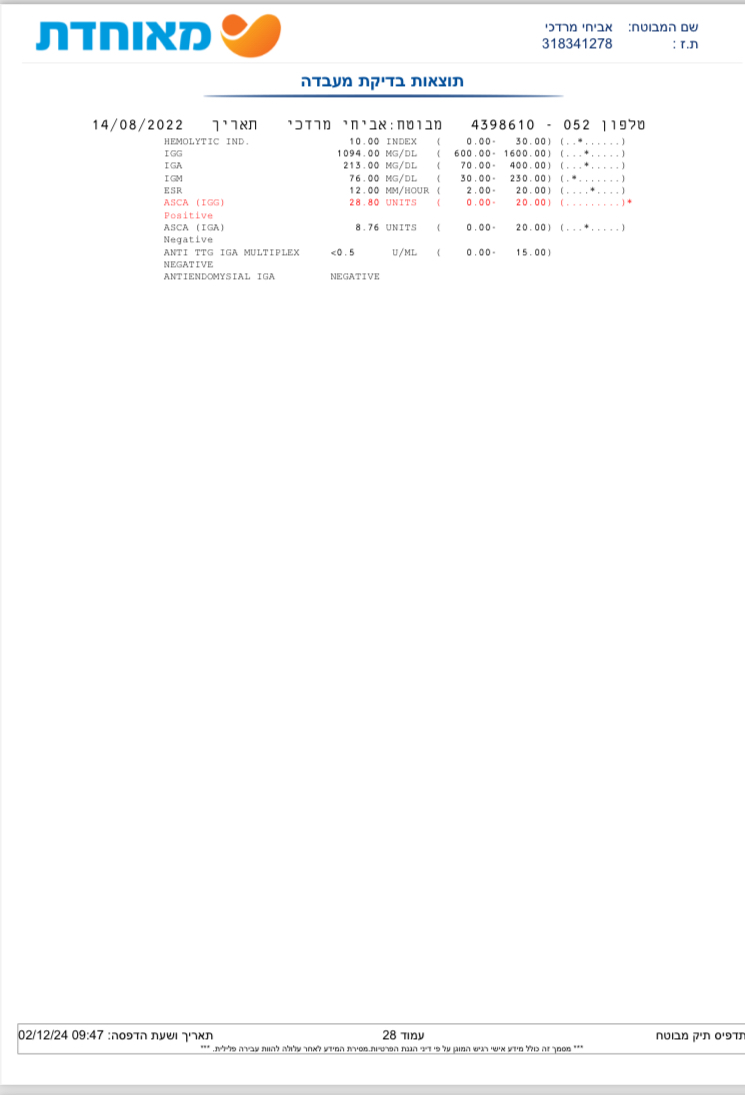 מאוחדת
שם המבוטח: אביחי מרדכי
ת.ז : 318341278
תוצאות בדיקת מעבדה
טלפון 052 - 4398610 מבוטח:אביחי מרדכי תאריך 14/08/2022
HEMOLYTIC IND. 10.00 INDEX ( 0.00- 30.00) (..*......)
IGG 1094.00 MG/DL ( 600.00- 1600.00) (...*.....)
IGA 213.00 MG/DL ( 70.00- 400.00) (...*.....)
IGM 76.00 MG/DL ( 30.00- 230.00) (.*.......)
ESR 12.00 MM/HOUR ( 2.00- 20.00) (....*....)
ASCA (IGG) 28.80 UNITS ( 0.00- 20.00) (.........)*
Positive
ASCA (IGA) 8.76 UNITS ( 0.00- 20.00) (...*.....)
Negative
ANTI TTG IGA MULTIPLEX <0.5 U/ML ( 0.00- 15.00)
NEGATIVE
ANTIENDOMYSIAL IGA NEGATIVE
תדפיס תיק מבוטח עמוד 28 תאריך ושעת הדפסה: 02/12/24 09:47
*** מסמך זה כולל מידע אישי רגיש המוגן על פי דיני הגנת הפרטיות.מסירת המידע לאחר עלולה להוות עבירה פלילית. ***